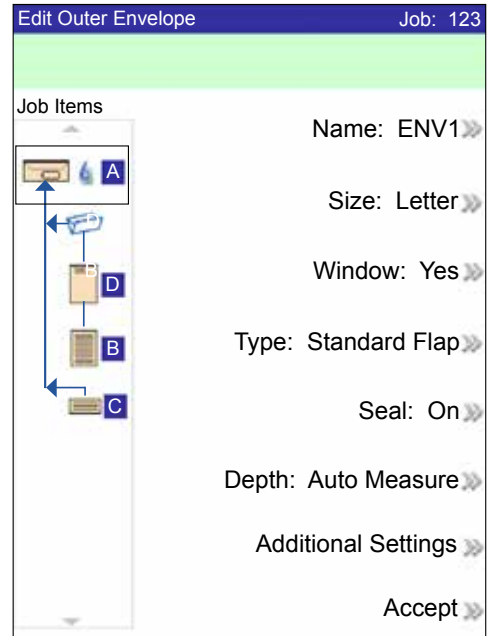 Edit Outer Envelope Job: 123
Job Items
Name: ENV1
A
Size: Letter
D
Window: Yes
B
D
Type: Standard Flap
B
Seal: On
C
Depth: Auto Measure
Additional Settings
Accept